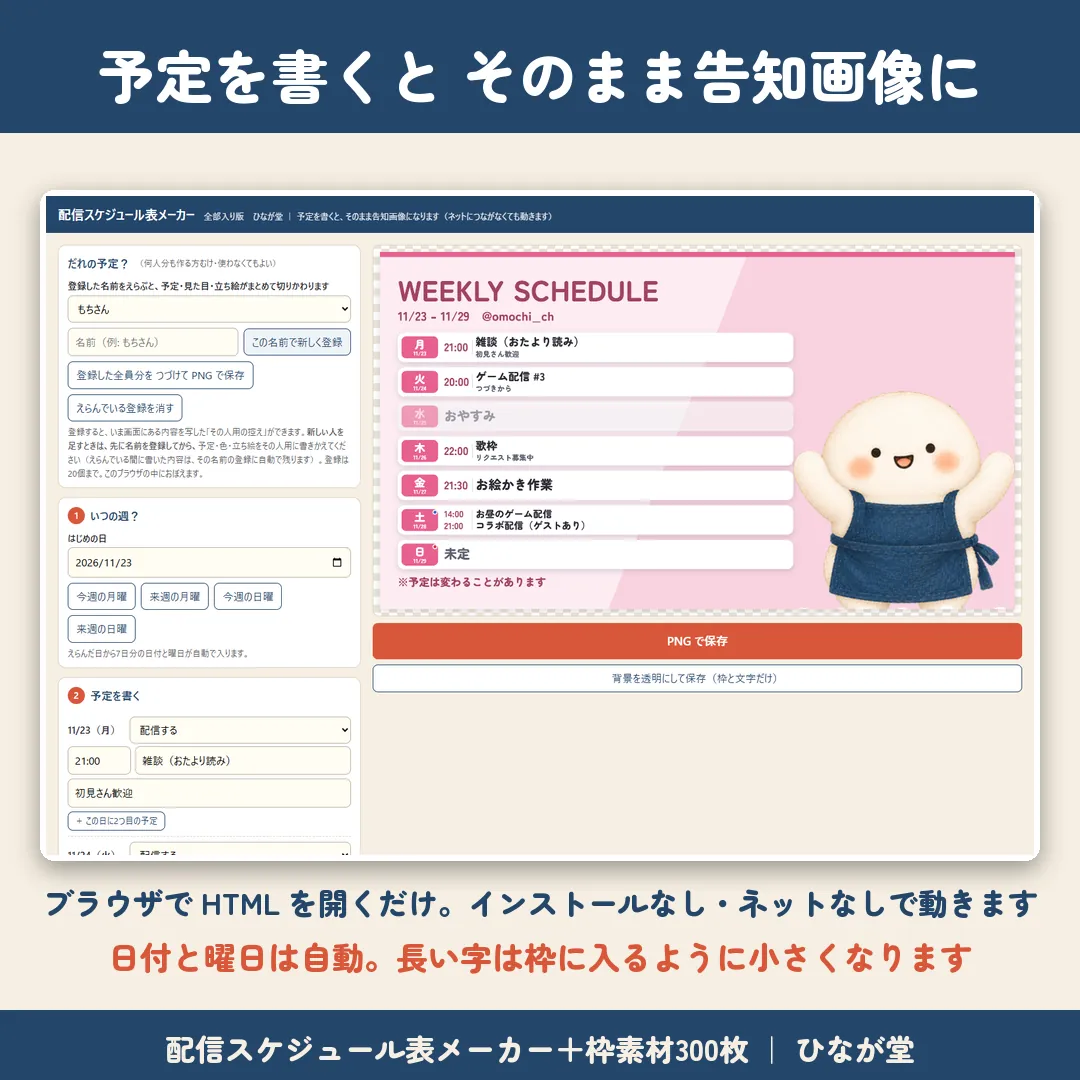 予定を書くと そのまま告知画像に
配信スケジュール表メーカー 全部入り版 ひなが堂 | 予定を書くと、そのまま告知画像になります（ネットにつながなくても動きます）
だれの予定？ （何人分も作る方むけ・使わなくてもよい）
登録した名前をえらぶと、予定・見た目・立ち絵がまとめて切りかわります
もちさん
名前（例: もちさん） この名前で新しく登録
登録した全員分を つづけて PNG で保存
えらんでいる登録を消す
登録すると、いま画面にある内容を写した「その人用の控え」ができます。新しい人を
足すときは、先に名前を登録してから、予定・色・立ち絵をその人用に書きかえてくだ
さい（えらんでいる間に書いた内容は、その名前の登録に自動で残ります）。登録は
20個まで。このブラウザの中におぼえます。
1 いつの週？
はじめの日
2026/11/23
今週の月曜 来週の月曜 今週の日曜
来週の日曜
えらんだ日から7日分の日付と曜日が自動で入ります。
2 予定を書く
11/23（月） 配信する
21:00 雑談（おたより読み）
初見さん歓迎
+ この日に2つ目の予定
11/24（火） 配信する
WEEKLY SCHEDULE
11/23 – 11/29 @omochi_ch
月 11/23 21:00 雑談（おたより読み）
初見さん歓迎
火 11/24 20:00 ゲーム配信 #3
つづきから
水 11/25 おやすみ
木 11/26 22:00 歌枠
リクエスト募集中
金 11/27 21:30 お絵かき作業
土 11/28 14:00 お昼のゲーム配信
21:00 コラボ配信（ゲストあり）
日 11/29 未定
※予定は変わることがあります
PNG で保存
背景を透明にして保存（枠と文字だけ）
ブラウザで HTML を開くだけ。インストールなし・ネットなしで動きます
日付と曜日は自動。長い字は枠に入るように小さくなります
配信スケジュール表メーカー＋枠素材300枚 | ひなが堂